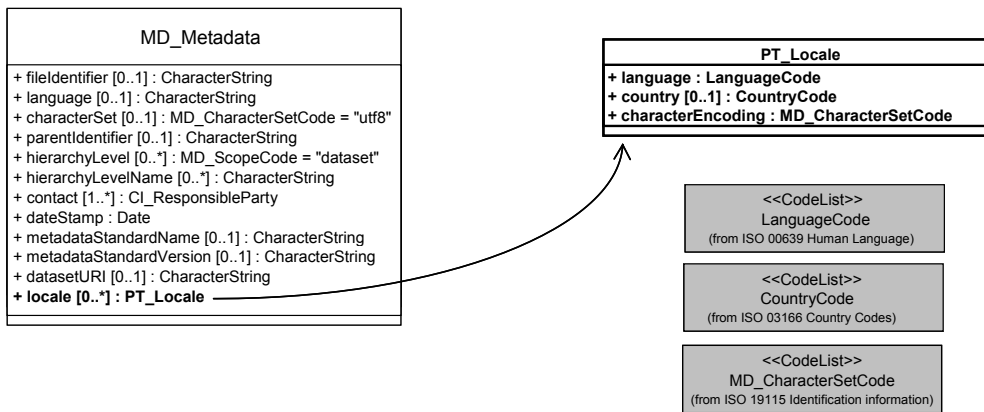 MD_Metadata
+ fileIdentifier [0..1] : CharacterString
+ language [0..1] : CharacterString
+ characterSet [0..1] : MD_CharacterSetCode = "utf8"
+ parentIdentifier [0..1] : CharacterString
+ hierarchyLevel [0..*] : MD_ScopeCode = "dataset"
+ hierarchyLevelName [0..*] : CharacterString
+ contact [1..*] : CI_ResponsibleParty
+ dateStamp : Date
+ metadataStandardName [0..1] : CharacterString
+ metadataStandardVersion [0..1] : CharacterString
+ datasetURI [0..1] : CharacterString
+ locale [0..*] : PT_Locale
PT_Locale
+ language : LanguageCode
+ country [0..1] : CountryCode
+ characterEncoding : MD_CharacterSetCode
<<CodeList>>
LanguageCode
(from ISO 00639 Human Language)
<<CodeList>>
CountryCode
(from ISO 03166 Country Codes)
<<CodeList>>
MD_CharacterSetCode
(from ISO 19115 Identification information)